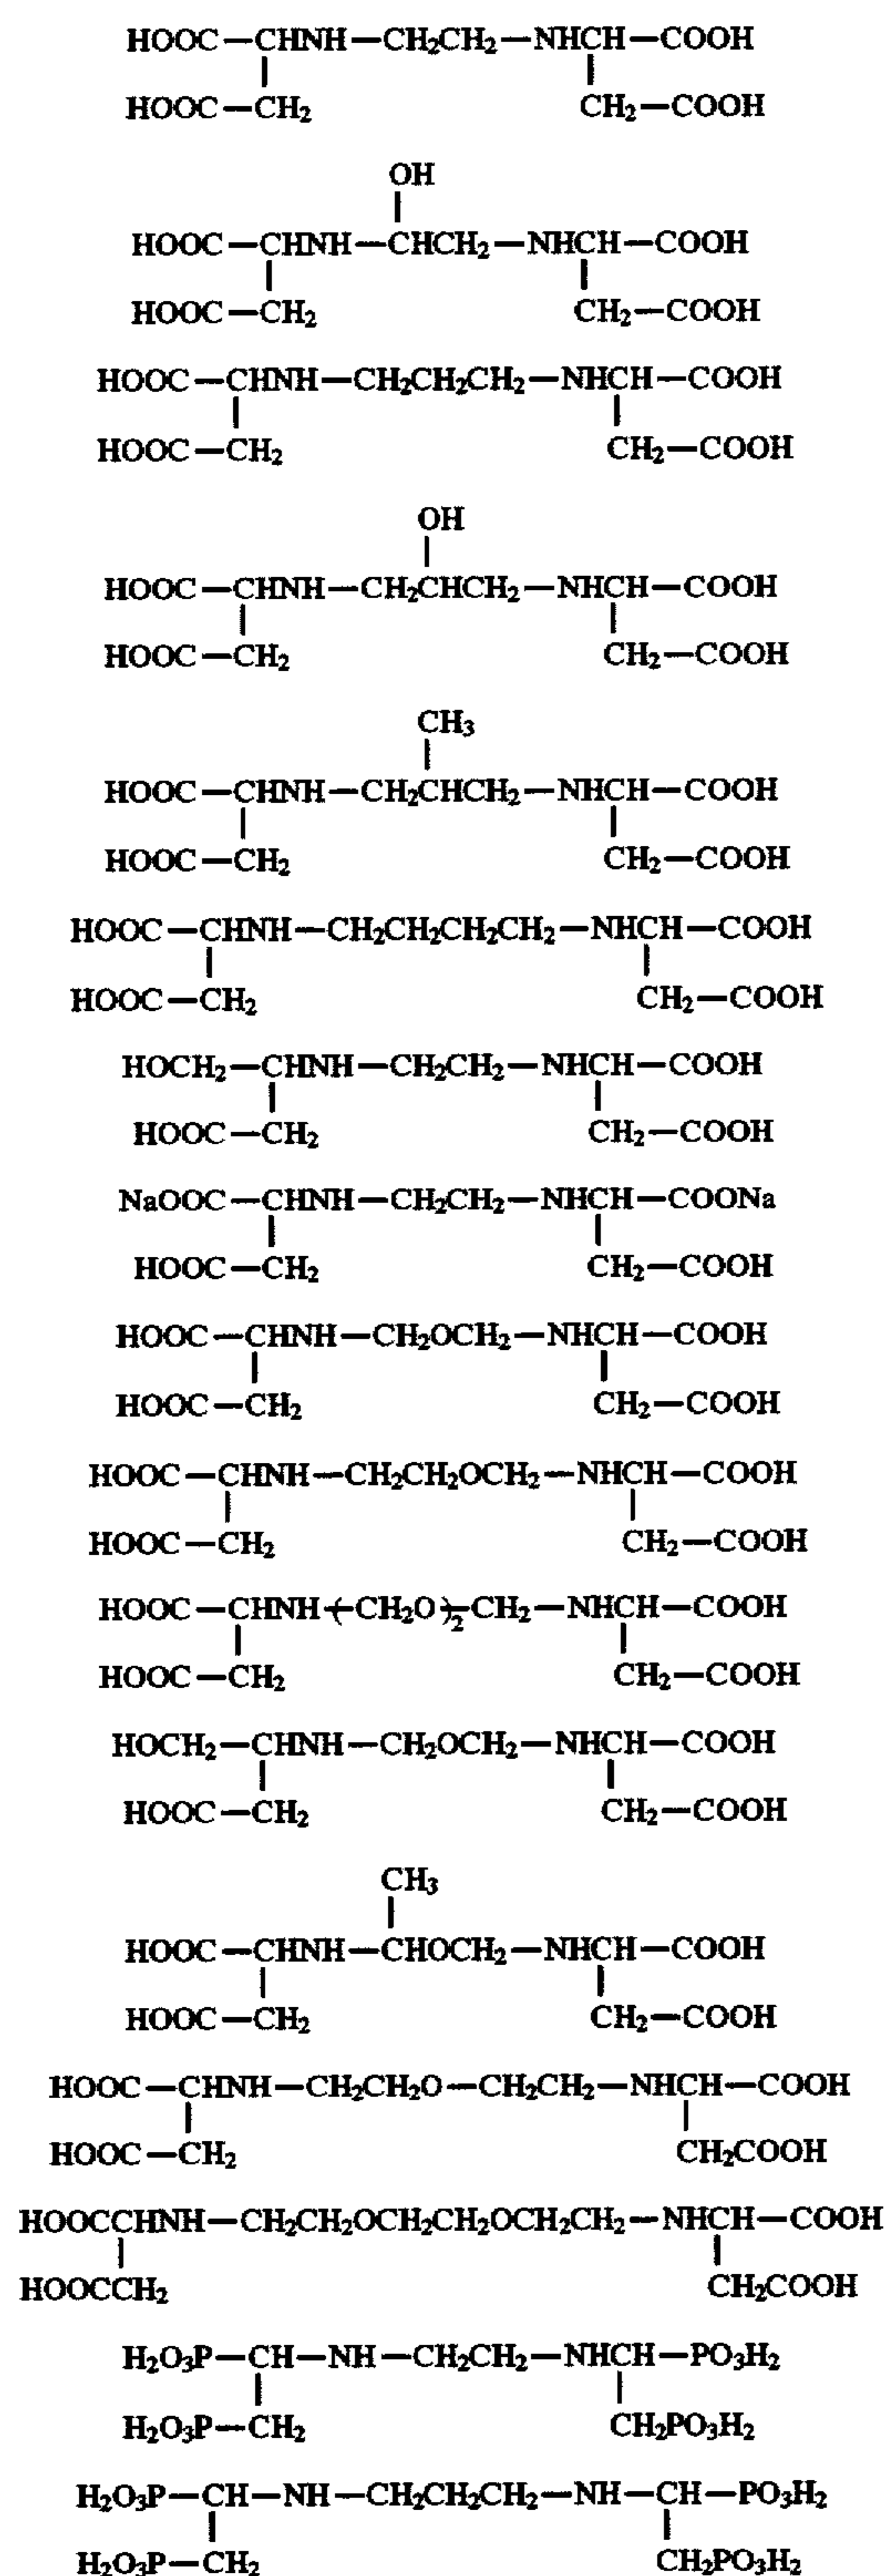 HOOC—CHNH—CH₂CH₂—NHCH—COOH
HOOC—CH₂ CH₂—COOH
OH
HOOC—CHNH—CHCH₂—NHCH—COOH
HOOC—CH₂ CH₂—COOH
HOOC—CHNH—CH₂CH₂CH₂—NHCH—COOH
HOOC—CH₂ CH₂—COOH
OH
HOOC—CHNH—CH₂CHCH₂—NHCH—COOH
HOOC—CH₂ CH₂—COOH
CH₃
HOOC—CHNH—CH₂CHCH₂—NHCH—COOH
HOOC—CH₂ CH₂—COOH
HOOC—CHNH—CH₂CH₂CH₂CH₂—NHCH—COOH
HOOC—CH₂ CH₂—COOH
HOCH₂—CHNH—CH₂CH₂—NHCH—COOH
HOOC—CH₂ CH₂—COOH
NaOOC—CHNH—CH₂CH₂—NHCH—COONa
HOOC—CH₂ CH₂—COOH
HOOC—CHNH—CH₂OCH₂—NHCH—COOH
HOOC—CH₂ CH₂—COOH
HOOC—CHNH—CH₂CH₂OCH₂—NHCH—COOH
HOOC—CH₂ CH₂—COOH
HOOC—CHNH—(CH₂O)₂—CH₂—NHCH—COOH
HOOC—CH₂ CH₂—COOH
HOCH₂—CHNH—CH₂OCH₂—NHCH—COOH
HOOC—CH₂ CH₂—COOH
CH₃
HOOC—CHNH—CHOCH₂—NHCH—COOH
HOOC—CH₂ CH₂—COOH
HOOC—CHNH—CH₂CH₂O—CH₂CH₂—NHCH—COOH
HOOC—CH₂ CH₂COOH
HOOCCHNH—CH₂CH₂OCH₂CH₂OCH₂CH₂—NHCH—COOH
HOOCCH₂ CH₂COOH
H₂O₃P—CH—NH—CH₂CH₂—NHCH—PO₃H₂
H₂O₃P—CH₂ CH₂PO₃H₂
H₂O₃P—CH—NH—CH₂CH₂CH₂—NH—CH—PO₃H₂
H₂O₃P—CH₂ CH₂PO₃H₂